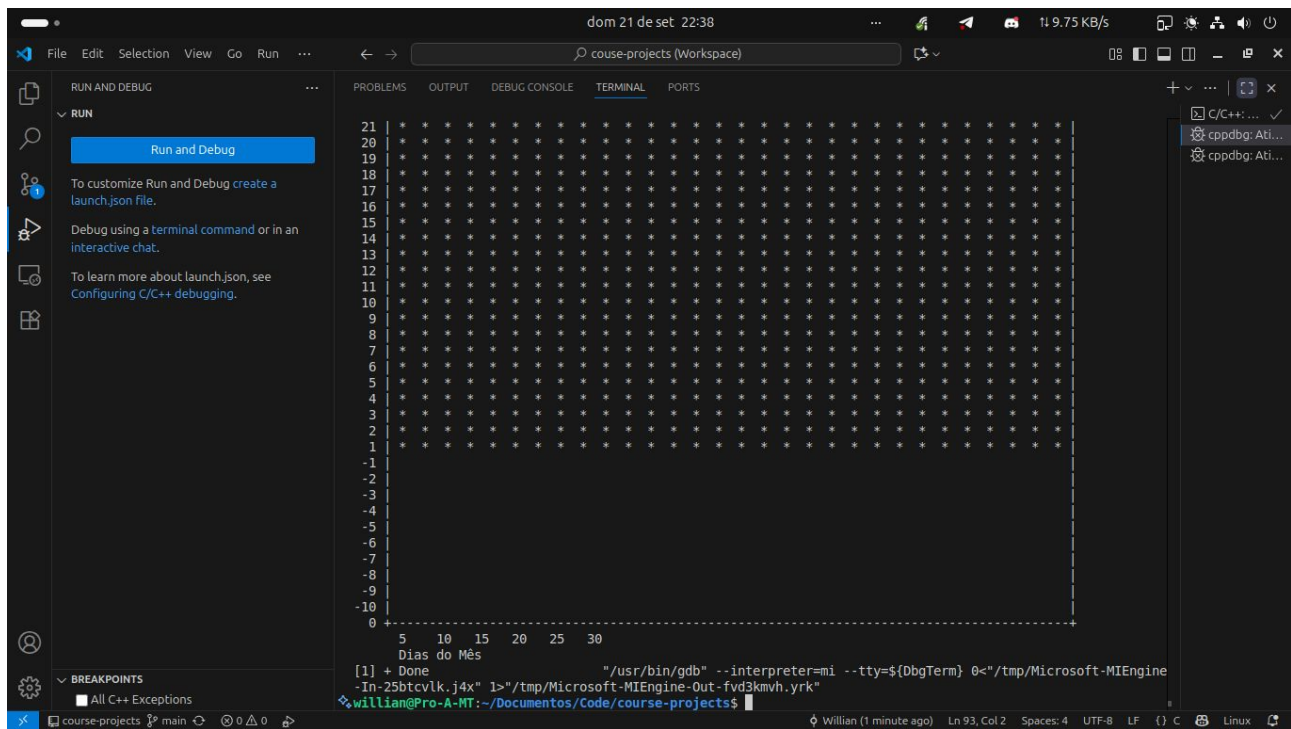 dom 21 de set 22:38
... ↑↓ 9.75 KB/s
File Edit Selection View Go Run ...
couse-projects (Workspace)
RUN AND DEBUG ...
RUN
Run and Debug
To customize Run and Debug create a
launch.json file.
Debug using a terminal command or in an
interactive chat.
To learn more about launch.json, see
Configuring C/C++ debugging.
BREAKPOINTS
All C++ Exceptions
PROBLEMS OUTPUT DEBUG CONSOLE TERMINAL PORTS
21 | * * * * * * * * * * * * * * * * * * * * * * * * * * * * * * |
20 | * * * * * * * * * * * * * * * * * * * * * * * * * * * * * * |
19 | * * * * * * * * * * * * * * * * * * * * * * * * * * * * * * |
18 | * * * * * * * * * * * * * * * * * * * * * * * * * * * * * * |
17 | * * * * * * * * * * * * * * * * * * * * * * * * * * * * * * |
16 | * * * * * * * * * * * * * * * * * * * * * * * * * * * * * * |
15 | * * * * * * * * * * * * * * * * * * * * * * * * * * * * * * |
14 | * * * * * * * * * * * * * * * * * * * * * * * * * * * * * * |
13 | * * * * * * * * * * * * * * * * * * * * * * * * * * * * * * |
12 | * * * * * * * * * * * * * * * * * * * * * * * * * * * * * * |
11 | * * * * * * * * * * * * * * * * * * * * * * * * * * * * * * |
10 | * * * * * * * * * * * * * * * * * * * * * * * * * * * * * * |
9 | * * * * * * * * * * * * * * * * * * * * * * * * * * * * * * |
8 | * * * * * * * * * * * * * * * * * * * * * * * * * * * * * * |
7 | * * * * * * * * * * * * * * * * * * * * * * * * * * * * * * |
6 | * * * * * * * * * * * * * * * * * * * * * * * * * * * * * * |
5 | * * * * * * * * * * * * * * * * * * * * * * * * * * * * * * |
4 | * * * * * * * * * * * * * * * * * * * * * * * * * * * * * * |
3 | * * * * * * * * * * * * * * * * * * * * * * * * * * * * * * |
2 | * * * * * * * * * * * * * * * * * * * * * * * * * * * * * * |
1 | * * * * * * * * * * * * * * * * * * * * * * * * * * * * * * |
-1 | |
-2 | |
-3 | |
-4 | |
-5 | |
-6 | |
-7 | |
-8 | |
-9 | |
-10 | |
0 +------------------------------------------------------------------------------------------+
5 10 15 20 25 30
Dias do Mês
[1] + Done "/usr/bin/gdb" --interpreter=mi --tty=${DbgTerm} 0<"/tmp/Microsoft-MIEngine
-In-25btcvlk.j4x" 1>"/tmp/Microsoft-MIEngine-Out-fvd3kmvh.yrk"
willian@Pro-A-MT:~/Documentos/Code/course-projects$
C/C++: ...
cppdbg: Ati...
cppdbg: Ati...
course-projects main 0 0 Willian (1 minute ago) Ln 93, Col 2 Spaces: 4 UTF-8 LF {} C Linux